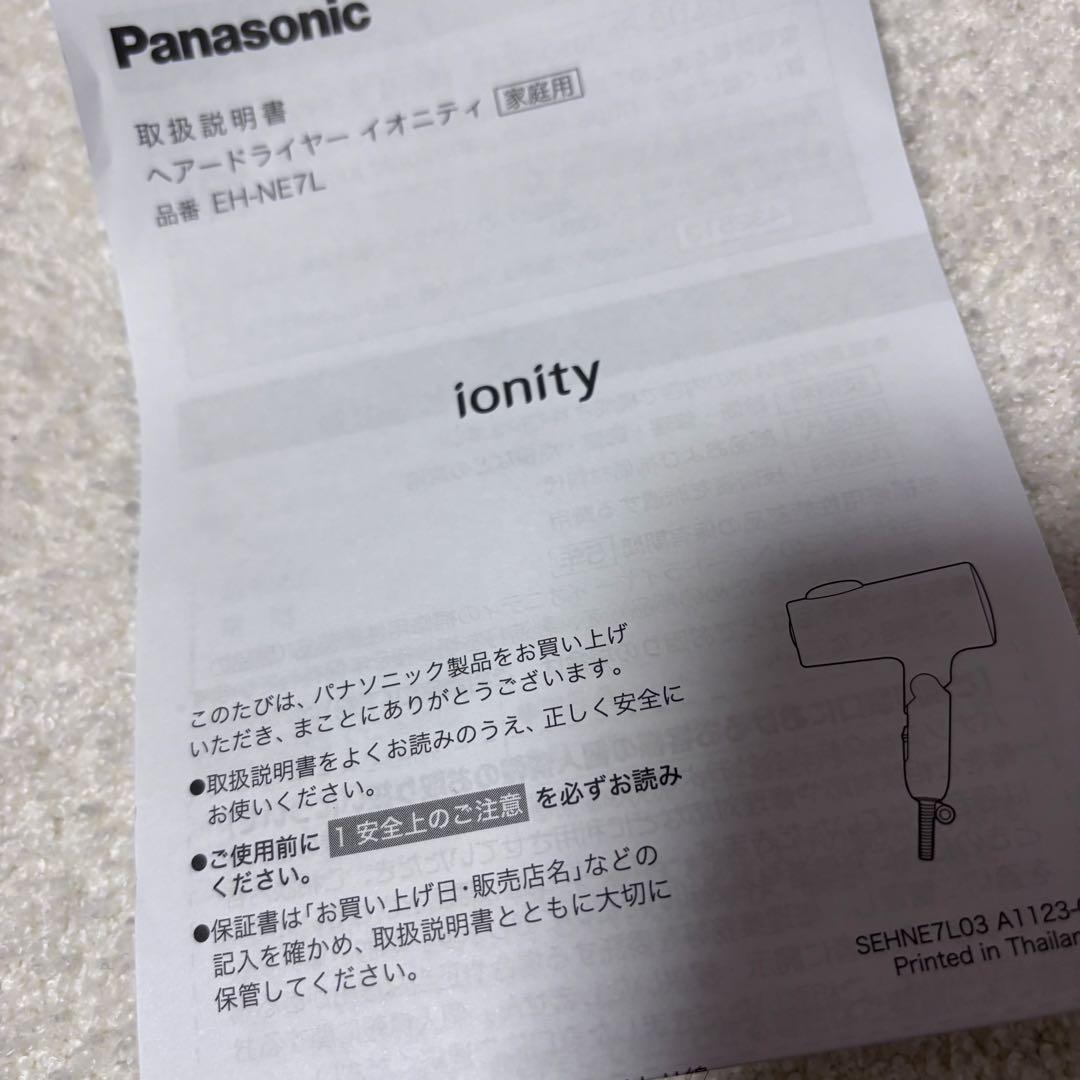 Panasonic
取扱説明書
ヘアードライヤー イオニティ 家庭用
品番 EH-NE7L
ionity
このたびは、パナソニック製品をお買い上げ
いただき、まことにありがとうございます。
●取扱説明書をよくお読みのうえ、正しく安全に
お使いください。
●ご使用前に 1 安全上のご注意 を必ずお読み
ください。
●保証書は「お買い上げ日・販売店名」などの
記入を確かめ、取扱説明書とともに大切に
保管してください。
SEHNE7L03 A1123-
Printed in Thailan